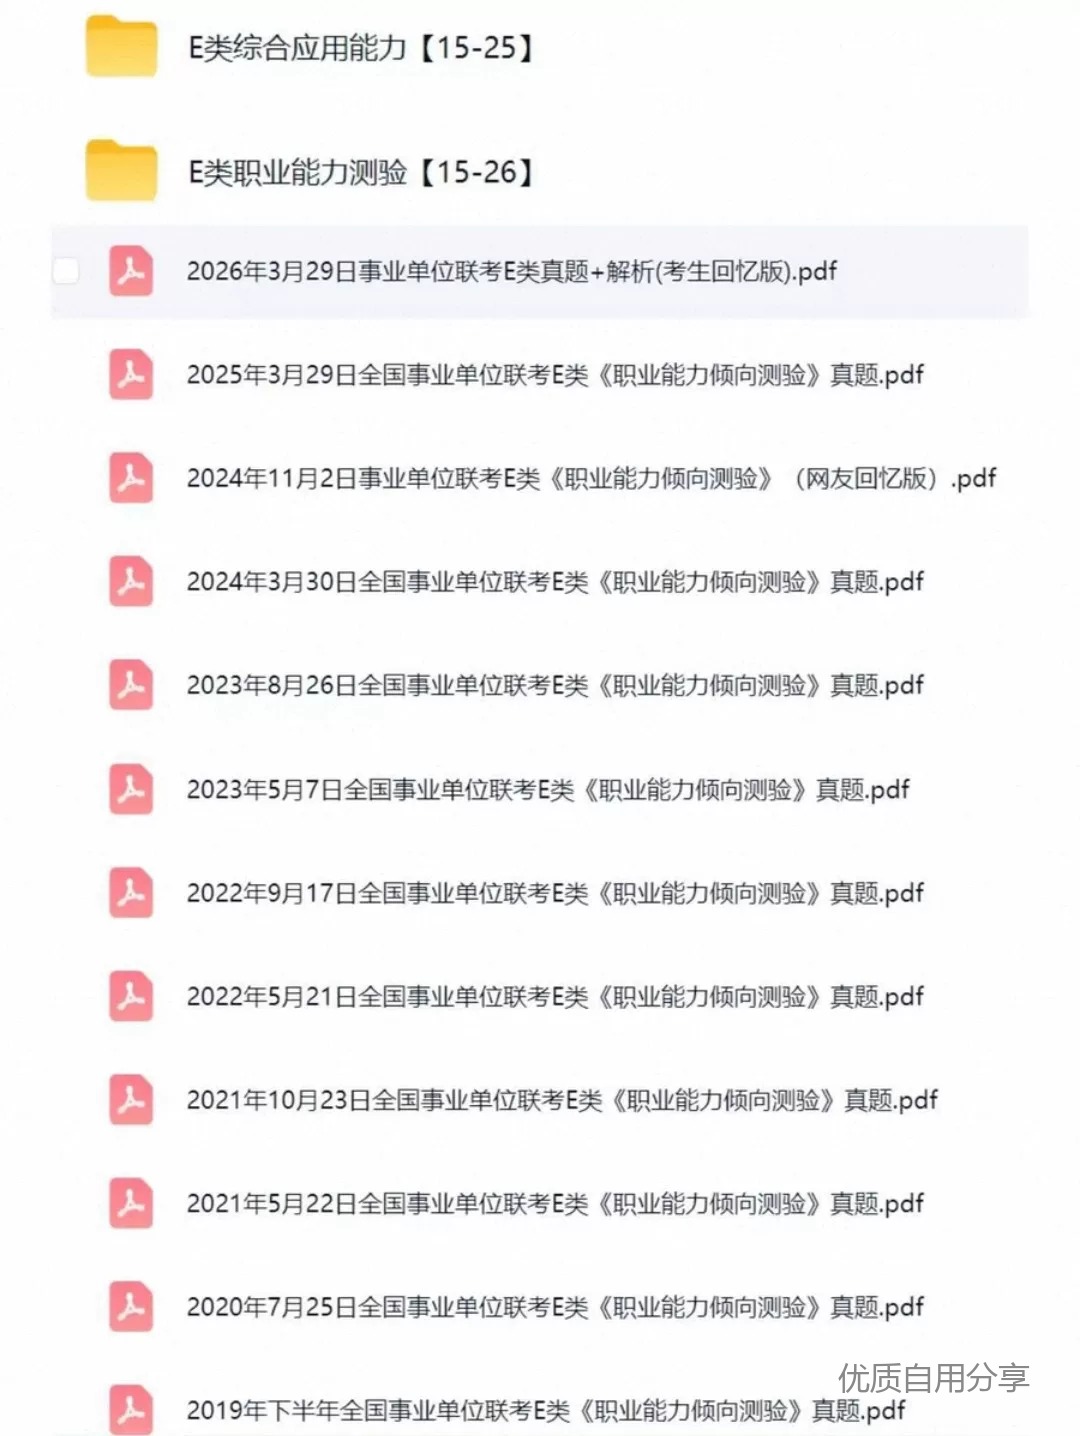 E类综合应用能力【15-25】
E类职业能力测验【15-26】
2026年3月29日事业单位联考E类真题+解析(考生回忆版).pdf
2025年3月29日全国事业单位联考E类《职业能力倾向测验》真题.pdf
2024年11月2日事业单位联考E类《职业能力倾向测验》（网友回忆版）.pdf
2024年3月30日全国事业单位联考E类《职业能力倾向测验》真题.pdf
2023年8月26日全国事业单位联考E类《职业能力倾向测验》真题.pdf
2023年5月7日全国事业单位联考E类《职业能力倾向测验》真题.pdf
2022年9月17日全国事业单位联考E类《职业能力倾向测验》真题.pdf
2022年5月21日全国事业单位联考E类《职业能力倾向测验》真题.pdf
2021年10月23日全国事业单位联考E类《职业能力倾向测验》真题.pdf
2021年5月22日全国事业单位联考E类《职业能力倾向测验》真题.pdf
2020年7月25日全国事业单位联考E类《职业能力倾向测验》真题.pdf
优质自用分享
2019年下半年全国事业单位联考E类《职业能力倾向测验》真题.pdf